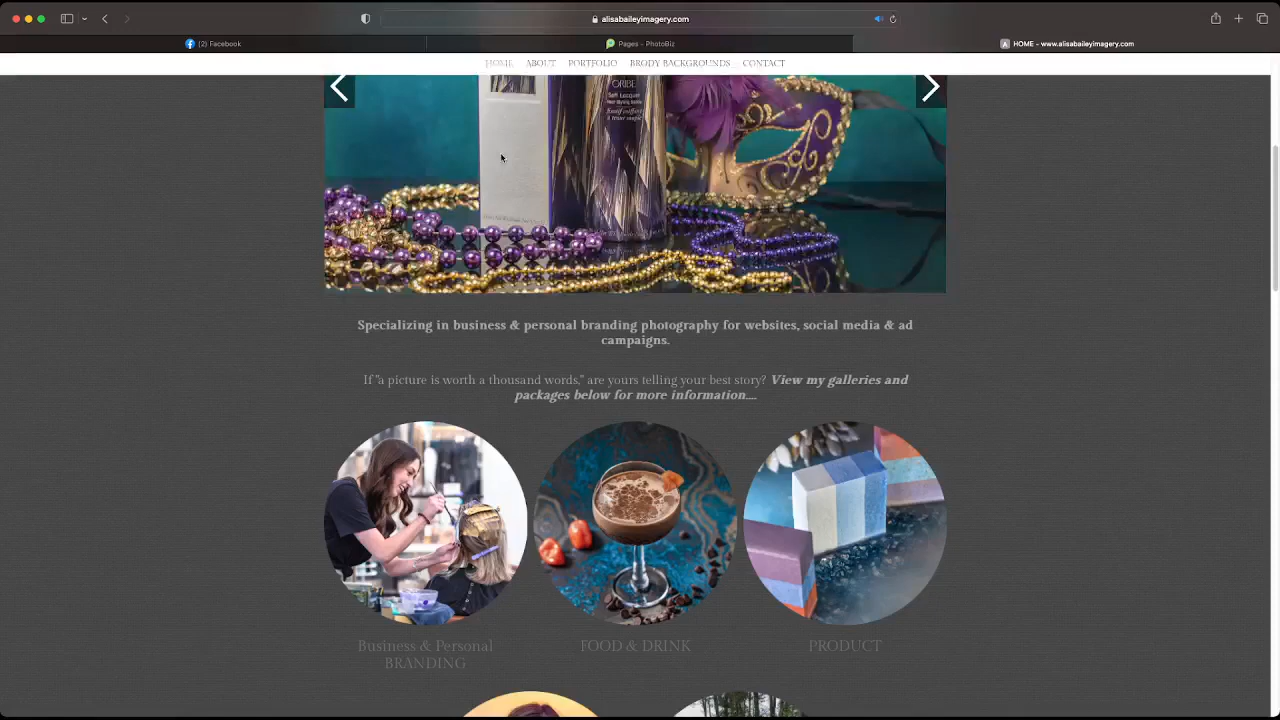 alisabaileyimagery.com
(2) Facebook
Pages - PhotoBiz
HOME - www.alisabaileyimagery.com
HOME ABOUT PORTFOLIO BRODY BACKGROUNDS CONTACT
ORIBE
Specializing in business & personal branding photography for websites, social media & ad
campaigns.
If "a picture is worth a thousand words," are yours telling your best story? View my galleries and
packages below for more information....
Business & Personal
BRANDING
FOOD & DRINK
PRODUCT